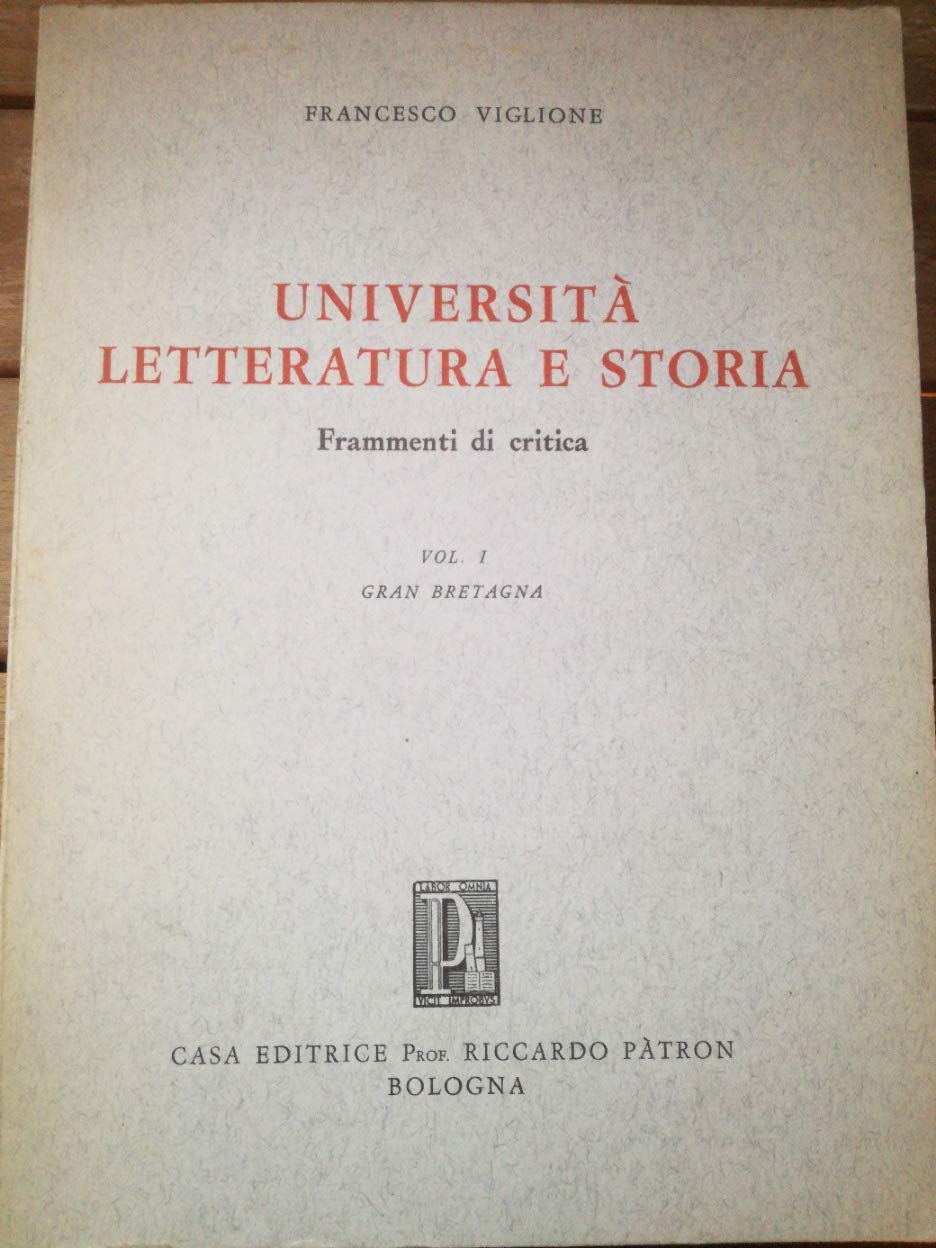 FRANCESCO VIGLIONE
UNIVERSITÀ
LETTERATURA E STORIA
Frammenti di critica
VOL. I
GRAN BRETAGNA
LABOR OMNIA
P
VICIT IMPROBVS
CASA EDITRICE PROF. RICCARDO PÀTRON
BOLOGNA